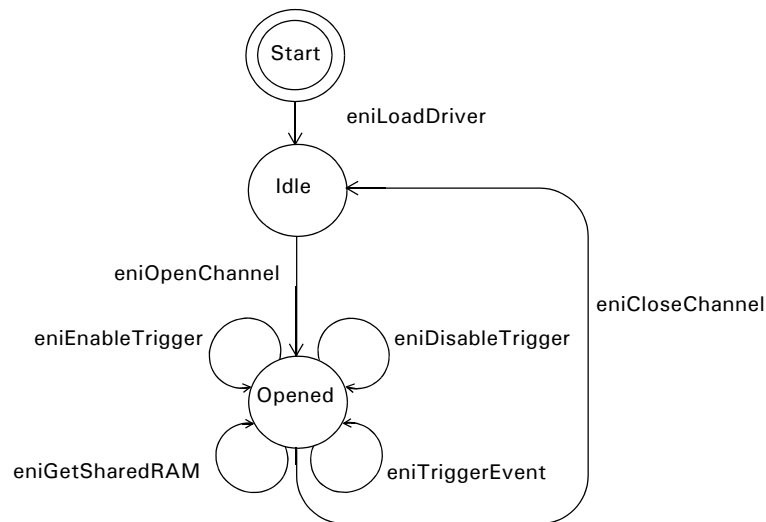 Start
eniLoadDriver
Idle
eniOpenChannel
eniCloseChannel
eniEnableTrigger
eniDisableTrigger
Opened
eniGetSharedRAM
eniTriggerEvent